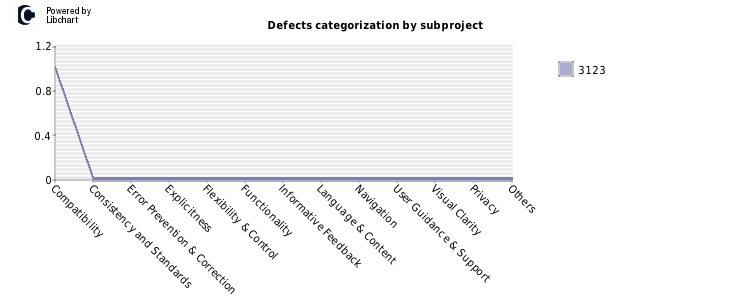 Powered by
Libchart
Defects categorization by subproject
1.2
0.8
0.4
0
3123
Compatibility
Consistency and Standards
Error Prevention & Correction
Explicitness
Flexibility & Control
Functionality
Informative Feedback
Language & Content
Navigation
User Guidance & Support
Visual Clarity
Privacy
Others